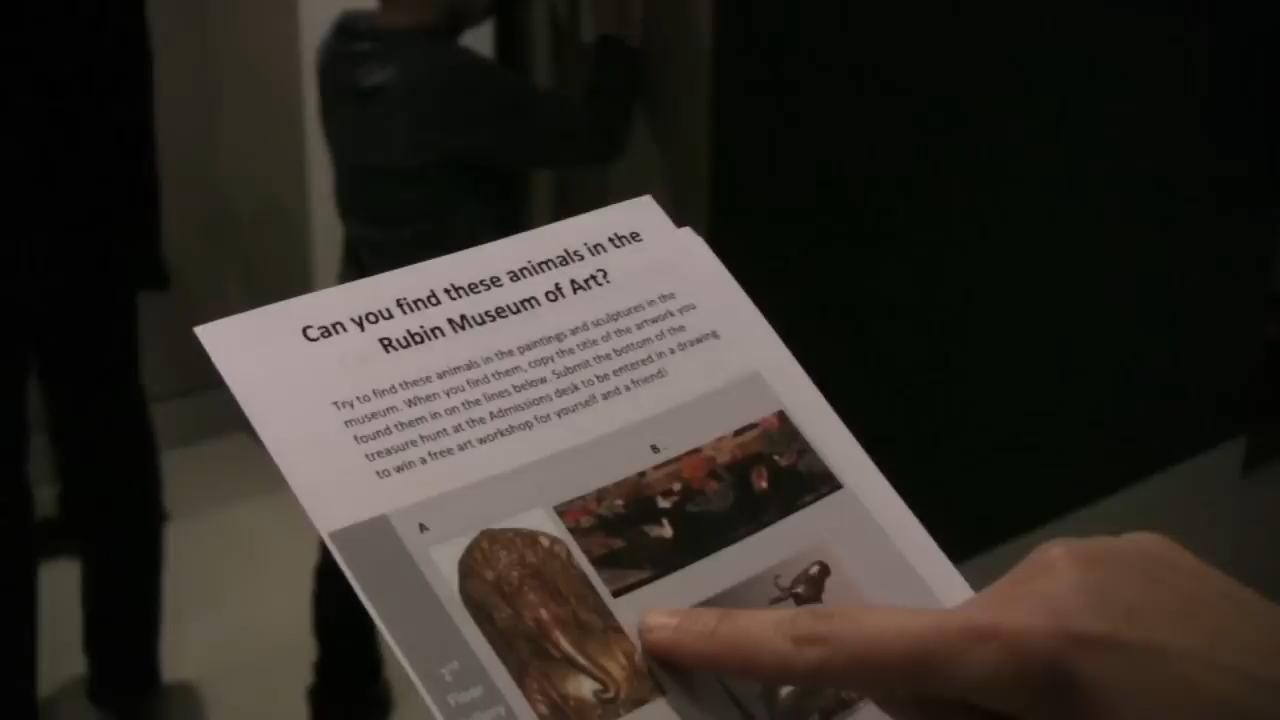 Can you find these animals in the
Rubin Museum of Art?
Try to find these animals in the paintings and sculptures in the
museum. When you find them, copy the title of the artwork you
found them in on the lines below. Submit the bottom of the
treasure hunt at the Admissions desk to be entered in a drawing
to win a free art workshop for yourself and a friend!
B
A
2nd
Floor